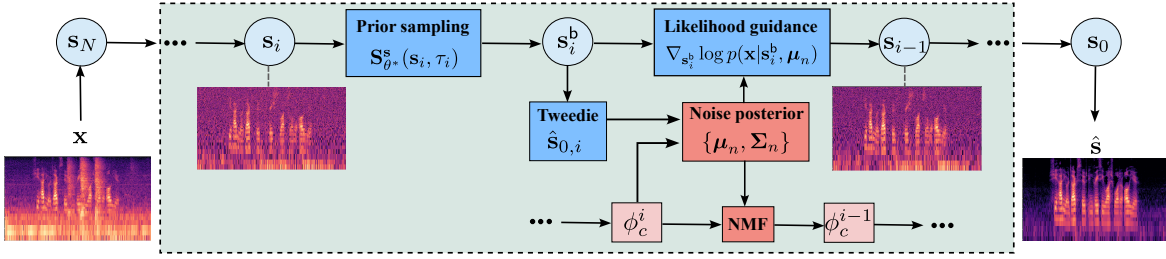 s_N
•••
s_i
Prior sampling
S^s_{θ*}(s_i, τ_i)
s_i^b
Likelihood guidance
∇_{s_i^b} log p(x|s_i^b, μ_n)
s_{i−1}
•••
s_0
x
Tweedie
ŝ_{0,i}
Noise posterior
{μ_n, Σ_n}
ŝ
•••
ϕ_c^i
NMF
ϕ_c^{i−1}
•••